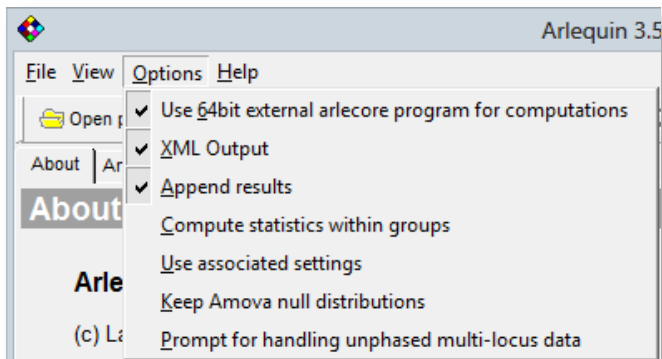 Arlequin 3.5
File View Options Help
Open
Use 64bit external arlecore program for computations
XML Output
About
Append results
About
Compute statistics within groups
Use associated settings
Arle
Keep Amova null distributions
(c) La
Prompt for handling unphased multi-locus data